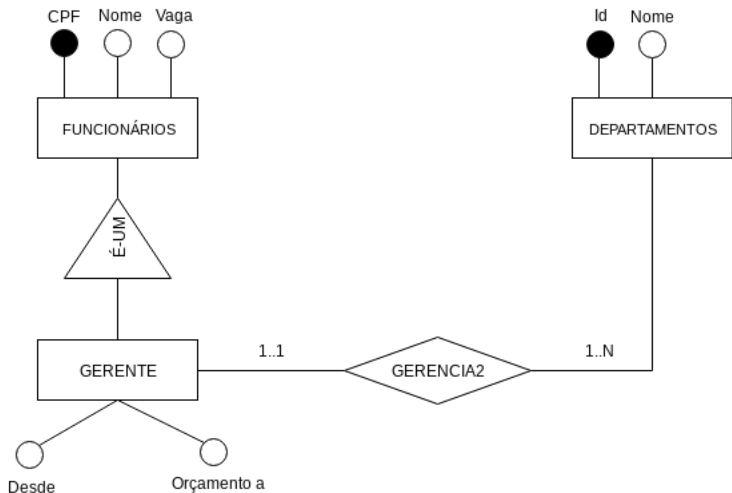 CPF Nome Vaga
Id Nome
FUNCIONÁRIOS
DEPARTAMENTOS
É-UM
1..1
1..N
GERENTE
GERENCIA2
Desde
Orçamento a